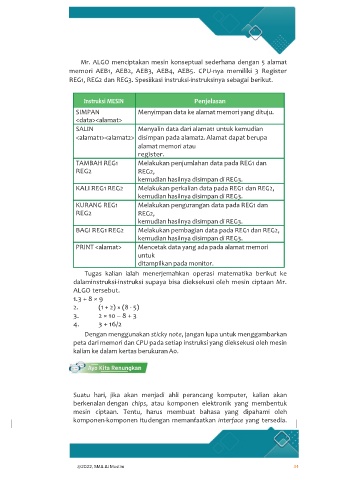 Mr. ALGO menciptakan mesin konseptual sederhana dengan 5 alamat
memori AEB1, AEB2, AEB3, AEB4, AEB5. CPU-nya memiliki 3 Register
REG1, REG2 dan REG3. Spesikasi instruksi-instruksinya sebagai berikut.
Instruksi MESIN Penjelasan
SIMPAN Menyimpan data ke alamat memori yang dituju.
<data><alamat>
SALIN Menyalin data dari alamat1 untuk kemudian
<alamat1><alamat2> disimpan pada alamat2. Alamat dapat berupa
alamat memori atau
register.
TAMBAH REG1 Melakukan penjumlahan data pada REG1 dan
REG2 REG2,
kemudian hasilnya disimpan di REG3.
KALI REG1 REG2 Melakukan perkalian data pada REG1 dan REG2,
kemudian hasilnya disimpan di REG3.
KURANG REG1 Melakukan pengurangan data pada REG1 dan
REG2 REG2,
kemudian hasilnya disimpan di REG3.
BAGI REG1 REG2 Melakukan pembagian data pada REG1 dan REG2,
kemudian hasilnya disimpan di REG3.
PRINT <alamat> Mencetak data yang ada pada alamat memori
untuk
ditampilkan pada monitor.
Tugas kalian ialah menerjemahkan operasi matematika berikut ke
dalaminstruksi-instruksi supaya bisa dieksekusi oleh mesin ciptaan Mr.
ALGO tersebut.
1.3 + 8 × 9
2. (1 + 2) × (8 - 5)
3. 2 × 10 – 8 ÷ 3
4. 3 + 16/2
Dengan menggunakan sticky note, jangan lupa untuk menggambarkan
peta dari memori dan CPU pada setiap instruksi yang dieksekusi oleh mesin
kalian ke dalam kertas berukuran A0.
Ayo Kita Renungkan
Suatu hari, jika akan menjadi ahli perancang komputer, kalian akan
berkenalan dengan chips, atau komponen elektronik yang membentuk
mesin ciptaan. Tentu, harus membuat bahasa yang dipahami oleh
komponen-komponen itu dengan memanfaatkan interface yang tersedia.